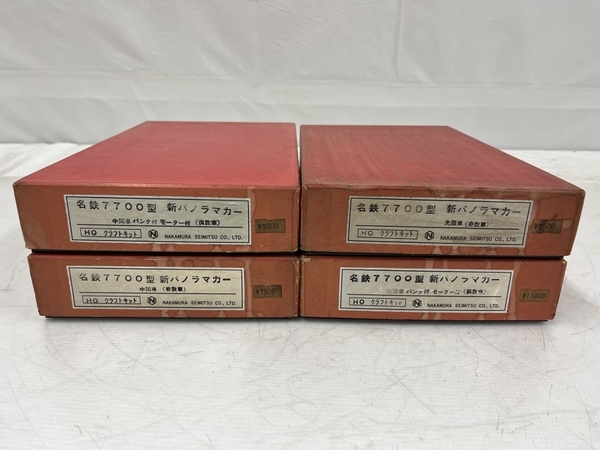 名鉄7700型 新パノラマカー
中間車 パンタ付 モーター付 (偶数車)
HO クラフトキット N NAKAMURA SEIMITSU CO., LTD.
¥9500
名鉄7700型 新パノラマカー
先頭車 (奇数車)
HO クラフトキット N NAKAMURA SEIMITSU CO., LTD.
名鉄7700型 新パノラマカー
中間車 (奇数車)
HO クラフトキット N NAKAMURA SEIMITSU CO., LTD.
¥7500
名鉄7700型 新パノラマカー
先頭車 パンタ付 モーター付 (偶数車)
HO クラフトキット N NAKAMURA SEIMITSU CO., LTD.
¥11000